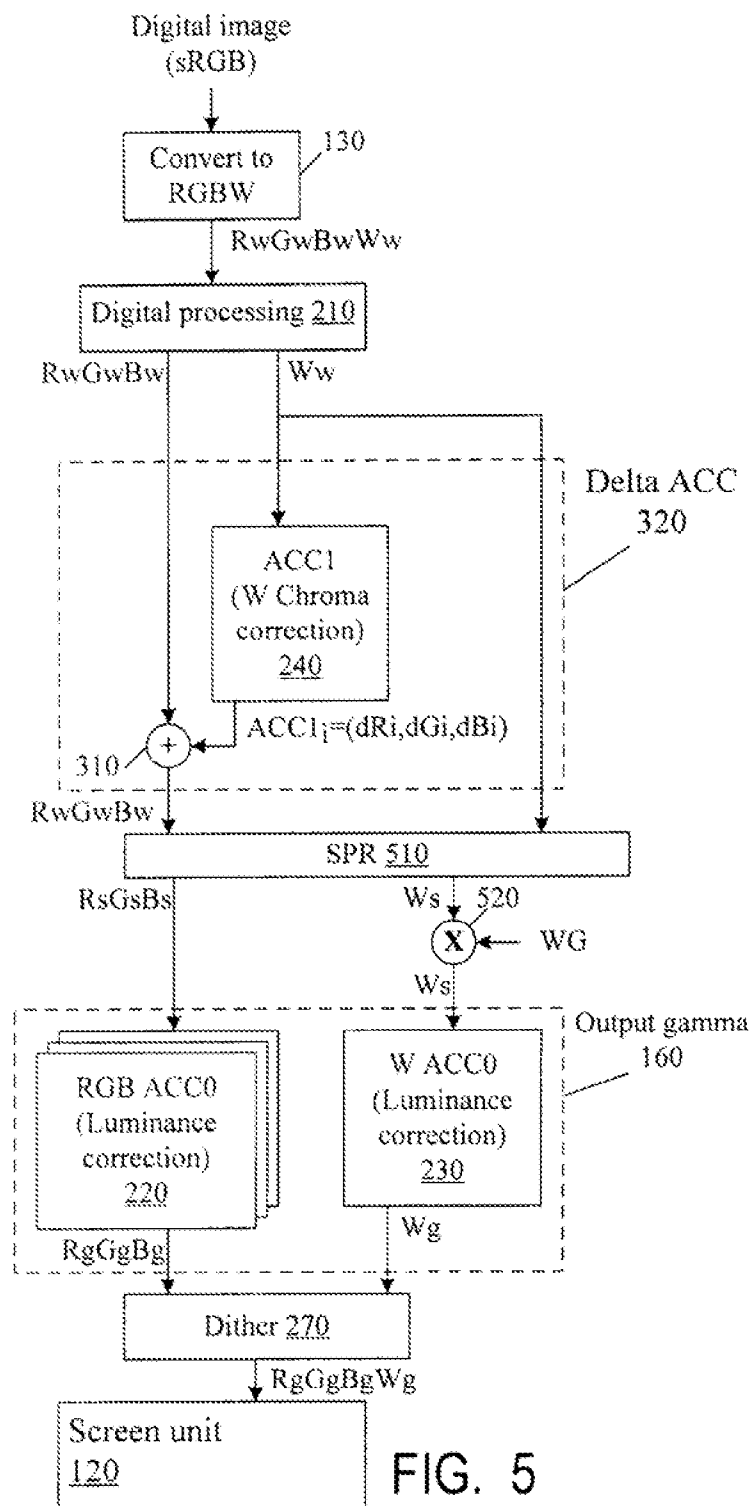 Digital image
(sRGB)
130
Convert to
RGBW
RwGwBwWw
Digital processing 210
RwGwBw
Ww
Delta ACC
320
ACC1
(W Chroma
correction)
240
ACC1i=(dRi,dGi,dBi)
310
+
RwGwBw
SPR 510
RsGsBs
Ws
520
X
WG
Ws
Output gamma
160
RGB ACC0
(Luminance
correction)
220
W ACC0
(Luminance
correction)
230
RgGgBg
Wg
Dither 270
RgGgBgWg
Screen unit
120
FIG. 5